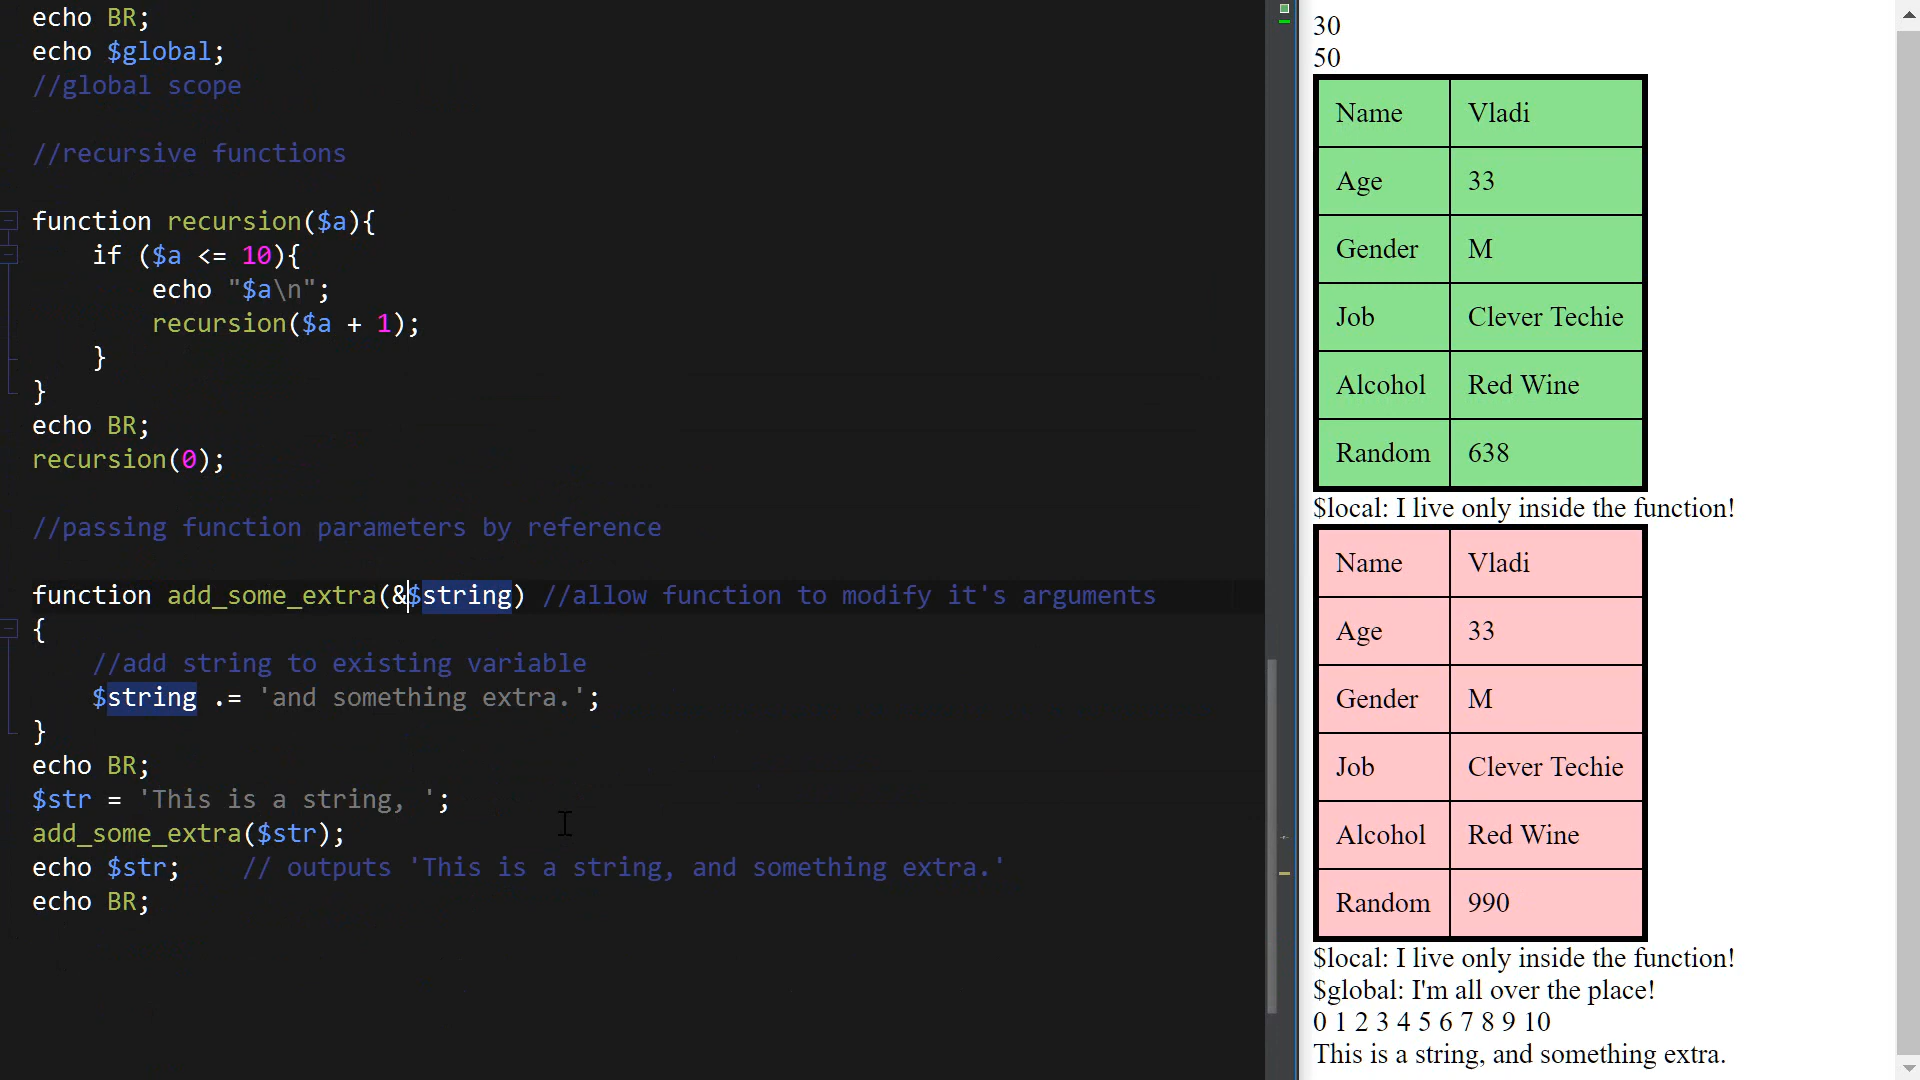 echo BR;
echo $global;
//global scope
//recursive functions
function recursion($a){
if ($a <= 10){
echo "$a\n";
recursion($a + 1);
}
}
echo BR;
recursion(0);
//passing function parameters by reference
function add_some_extra(&$string) //allow function to modify it's arguments
{
//add string to existing variable
$string .= 'and something extra.';
}
echo BR;
$str = 'This is a string, ';
add_some_extra($str);
echo $str;    // outputs 'This is a string, and something extra.'
echo BR;
30
50
Name Vladi
Age 33
Gender M
Job Clever Techie
Alcohol Red Wine
Random 638
$local: I live only inside the function!
Name Vladi
Age 33
Gender M
Job Clever Techie
Alcohol Red Wine
Random 990
$local: I live only inside the function!
$global: I'm all over the place!
0 1 2 3 4 5 6 7 8 9 10
This is a string, and something extra.